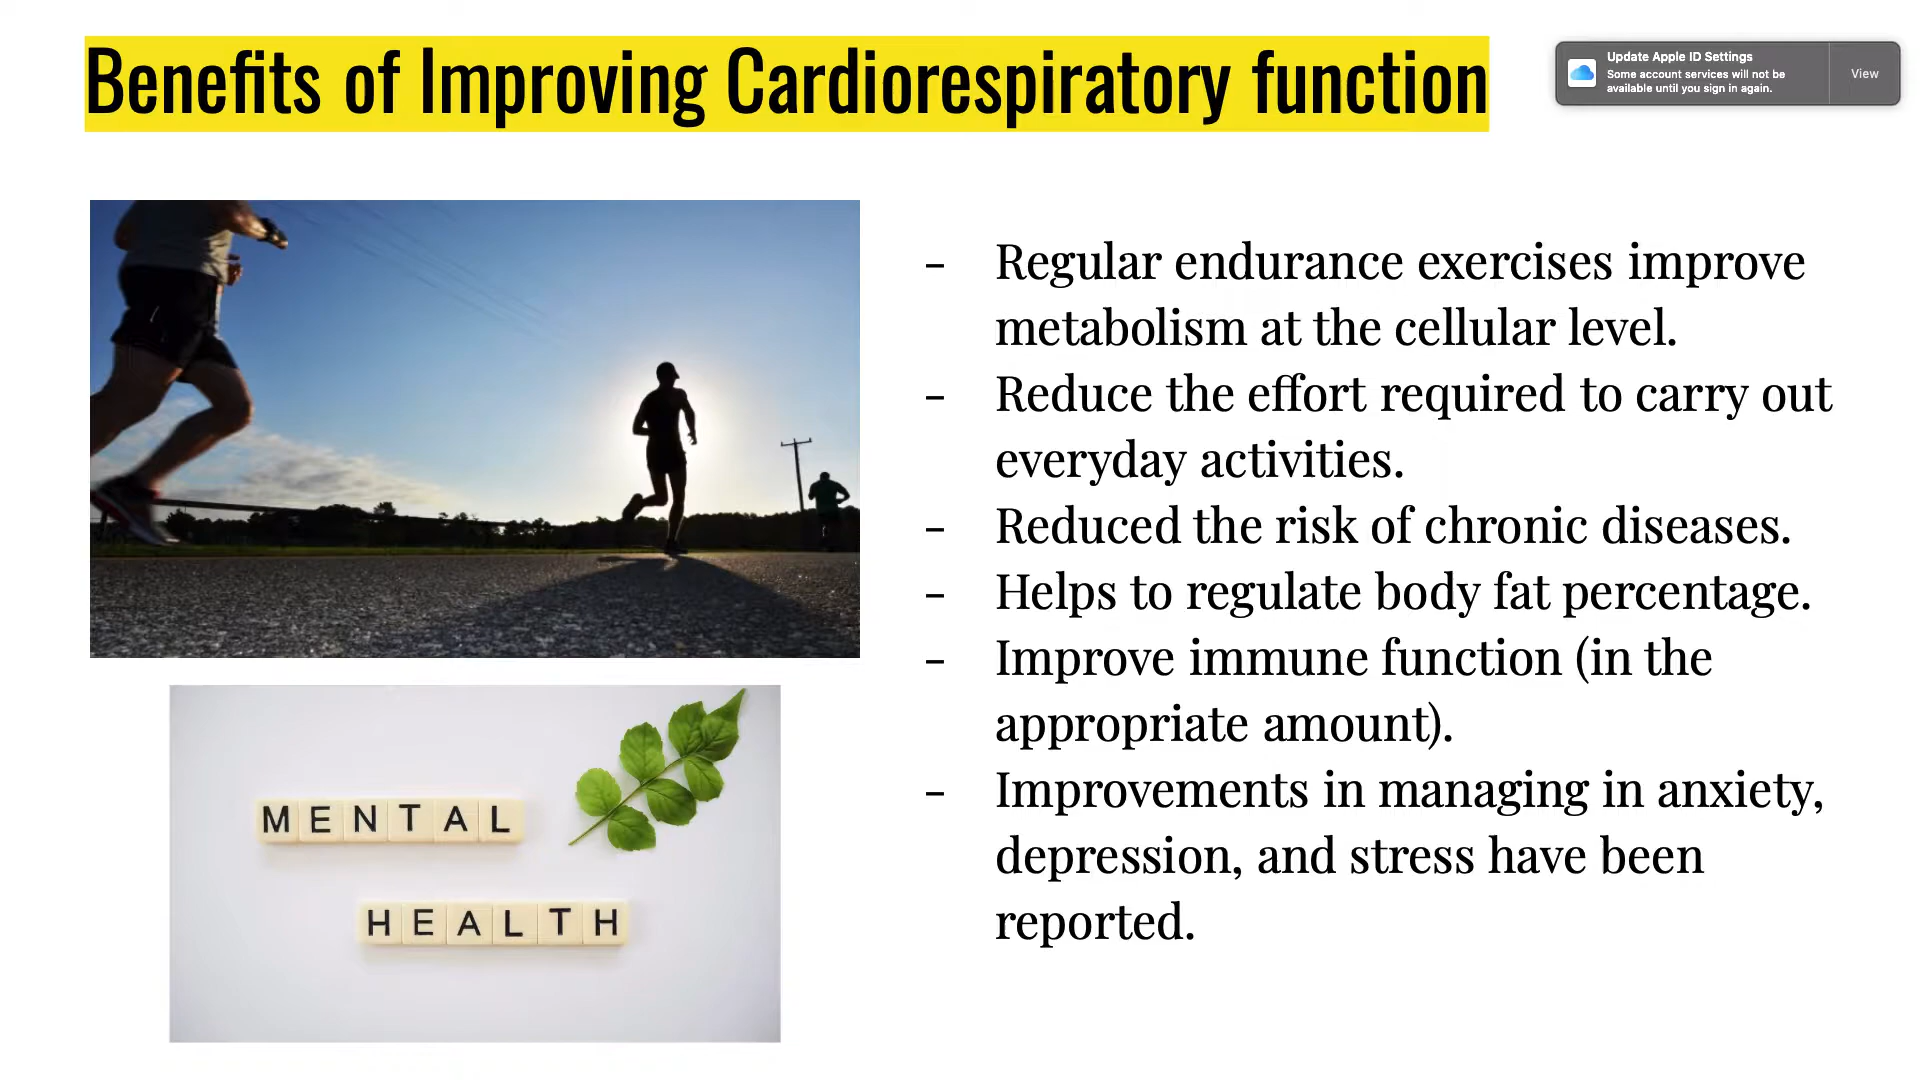 Benefits of Improving Cardiorespiratory function
Update Apple ID Settings
Some account services will not be
available until you sign in again.
View
- Regular endurance exercises improve
metabolism at the cellular level.
- Reduce the effort required to carry out
everyday activities.
- Reduced the risk of chronic diseases.
- Helps to regulate body fat percentage.
- Improve immune function (in the
appropriate amount).
- Improvements in managing in anxiety,
depression, and stress have been
reported.
MENTAL
HEALTH